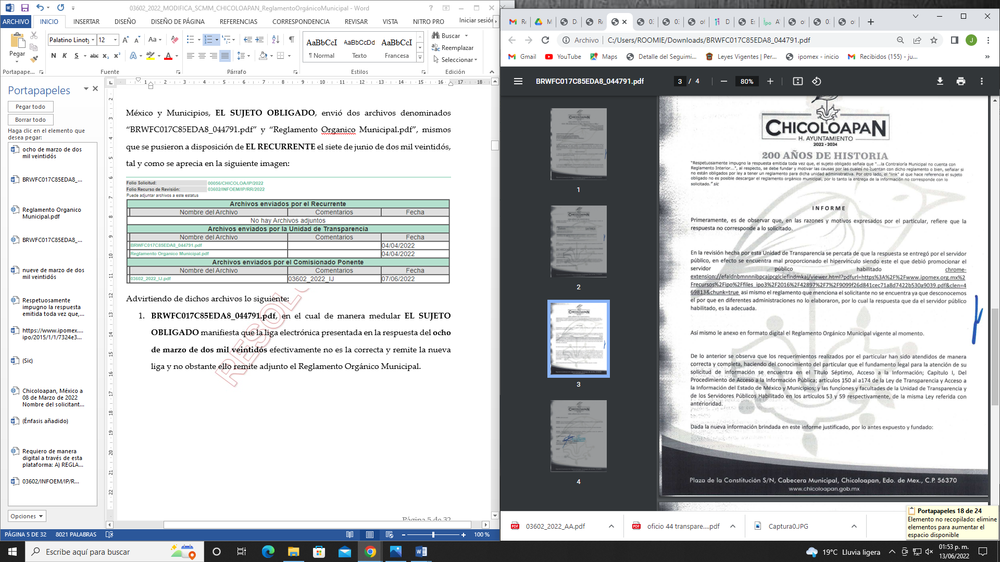 03602_2022_MODIFICA_SCMM_CHICOLOAPAN_ReglamentoOrgánicoMunicipal - Word
ARCHIVO INICIO INSERTAR DISEÑO DISEÑO DE PÁGINA REFERENCIAS CORRESPONDENCIA REVISAR VISTA NITRO PRO Iniciar sesión
Pegar
Palatino Linoty 12
N K S abc
AaBbCcI AaBbCcDd AaBbCcI
¶ Normal Texto Francesa
Buscar
Reemplazar
Seleccionar
Portapape... Fuente Párrafo Estilos Edición
Portapapeles
Pegar todo
Borrar todo
Haga clic en el elemento que
desea pegar:
ocho de marzo de dos
mil veintidós
BRWFC017C85EDA8_...
Reglamento Organico
Municipal.pdf
BRWFC017C85EDA8_...
nueve de marzo de dos
mil veintidós
Respetuosamente
impugno la respuesta
emitida toda vez que,...
https://www.ipomex....
ipo/2015/1/1/7324e3...
(Sic)
Chicoloapan, México a
08 de Marzo de 2022
Nombre del solicitant...
(Énfasis añadido)
Requiero de manera
digital a través de esta
plataforma: A) REGLA...
03602/INFOEM/IP/R...
Opciones
México y Municipios, EL SUJETO OBLIGADO, envió dos archivos denominados
“BRWFC017C85EDA8_044791.pdf” y “Reglamento Organico Municipal.pdf”, mismos
que se pusieron a disposición de EL RECURRENTE el siete de junio de dos mil veintidós,
tal y como se aprecia en la siguiente imagen:
Folio Solicitud: 00056/CHICOLOA/IP/2022
Folio Recurso de Revisión: 03602/INFOEM/IP/RR/2022
Puede adjuntar archivos a este estatus
Archivos enviados por el Recurrente
Nombre del Archivo Comentarios Fecha
No hay Archivos adjuntos
Archivos enviados por la Unidad de Transparencia
Nombre del Archivo Comentarios Fecha
BRWFC017C85EDA8_044791.pdf 04/04/2022
Reglamento Organico Municipal.pdf 04/04/2022
Archivos enviados por el Comisionado Ponente
Nombre del Archivo Comentarios Fecha
03602_2022_IJ.pdf 03602_2022_IJ 07/06/2022
Advirtiendo de dichos archivos lo siguiente:
1. BRWFC017C85EDA8_044791.pdf, en el cual de manera medular EL SUJETO
OBLIGADO manifiesta que la liga electrónica presentada en la respuesta del ocho
de marzo de dos mil veintidós efectivamente no es la correcta y remite la nueva
liga y no obstante ello remite adjunto el Reglamento Orgánico Municipal.
Página 5 de 32
PÁGINA 5 DE 32 8021 PALABRAS 100 %
Archivo C:/Users/ROOMIE/Downloads/BRWFC017C85EDA8_044791.pdf
J
Gmail YouTube Maps Detalle del Seguimi... Leyes Vigentes | Per... ipomex - inicio Recibidos (155) - ju... »
BRWFC017C85EDA8_044791.pdf 3 / 4 80%
1
2
3
4
CHICOLOAPAN
H. AYUNTAMIENTO
2022 - 2024
200 AÑOS DE HISTORIA
"Respetuosamente impugno la respuesta emitida toda vez que, el sujeto obligado señala que "...la Contraloría Municipal no cuenta con
Reglamento Interior...", al respecto, se debe fundar y motivar las causas por las cuales no cuentan con dicho reglamento o bien, señalar si
no están obligados por ley a tener un reglamento para dicha unidad administrativa. Por otro lado, el "link" al que hace referencia el sujeto
obligado no es posible descargar el reglamento orgánico municipal, por lo tanto la entrega de la información no corresponde con lo
solicitado." sic
INFORME
Primeramente, es de observar que, en las razones y motivos expresados por el particular, refiere que la
respuesta no corresponde a lo solicitado.
En la revisión hecha por esta Unidad de Transparencia se percata de que la respuesta se entregó por el servidor
público, en efecto se encuentra mal proporcionado el hipervínculo siendo este el que debió promocionar el
servidor público habilitado chrome-
extension://efaidnbmnnnibpcajpcglclefindmkaj/viewer.html?pdfurl=https%3A%2F%2Fwww.ipomex.org.mx%2
Frecursos%2Fipo%2Ffiles_ipo3%2F2016%2F42897%2F7%2F9099f26d841cec71a8d7422b530a9039.pdf&clen=4
69813&chunk=true asi mismo el reglamento que menciona el solicitante no se encuentra ya que desconocemos
el por que en diferentes administraciones no lo elaboraron, por lo cual la respuesta que da el servidor público
habilitado, es la adecuada.
Así mismo le anexo en formato digital el Reglamento Orgánico Municipal vigente al momento.
De lo anterior se observa que los requerimientos realizados por el particular han sido atendidos de manera
correcta y completa, haciendo del conocimiento del particular que el fundamento legal para la atención de su
solicitud de información se encuentra en el Título Séptimo, Acceso a la Información; Capítulo I, Del
Procedimiento de Acceso a la Información Pública; artículos 150 al a174 de la Ley de Transparencia y Acceso a
la Información del Estado de México y Municipios; y las funciones y facultades de la Unidad de Transparencia y
de los Servidores Públicos Habilitado en los artículos 53 y 59 respectivamente, de la misma Ley referida con
anterioridad.
Dada la nueva información brindada en este informe justificado, por lo antes expuesto y fundado:
Plaza de la Constitución S/N, Cabecera Municipal, Chicoloapan, Edo. de Mex., C.P. 56370
www.chicoloapan.gob.mx
Portapapeles 18 de 24
Elemento no recopilado: elimine
elementos para aumentar el
espacio disponible
03602_2022_AA.pdf oficio 44 transpare....pdf Captura0.JPG
Escribe aquí para buscar
19°C Lluvia ligera
01:53 p. m.
13/06/2022